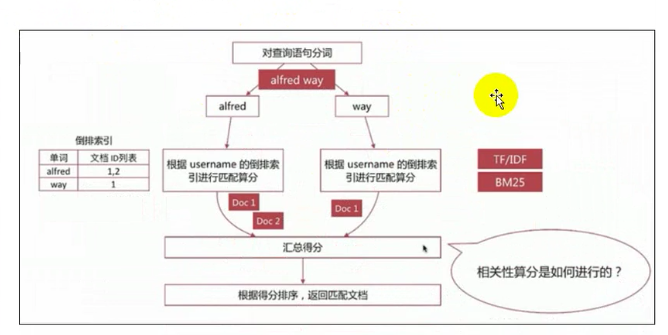 对查询语句分词
alfred way
alfred
way
倒排索引
单词 文档 ID列表
alfred 1,2
way 1
根据 username 的倒排索
引进行匹配算分
根据 username 的倒排索
引进行匹配算分
TF/IDF
BM25
Doc 1
Doc 2
Doc 1
汇总得分
相关性算分是如何进行的？
根据得分排序，返回匹配文档